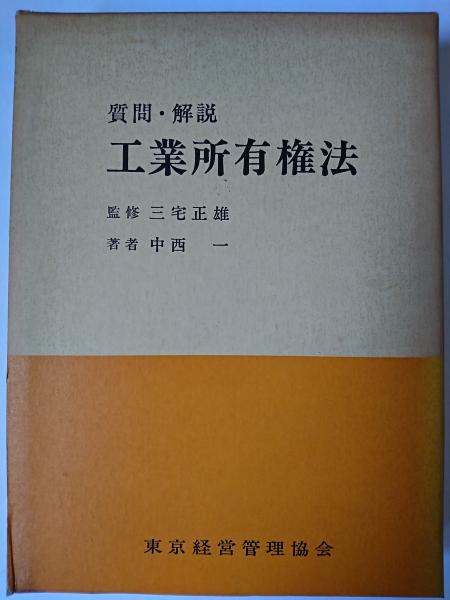 質問・解説
工業所有権法
監修 三宅正雄
著者 中西 一
東京経営管理協会